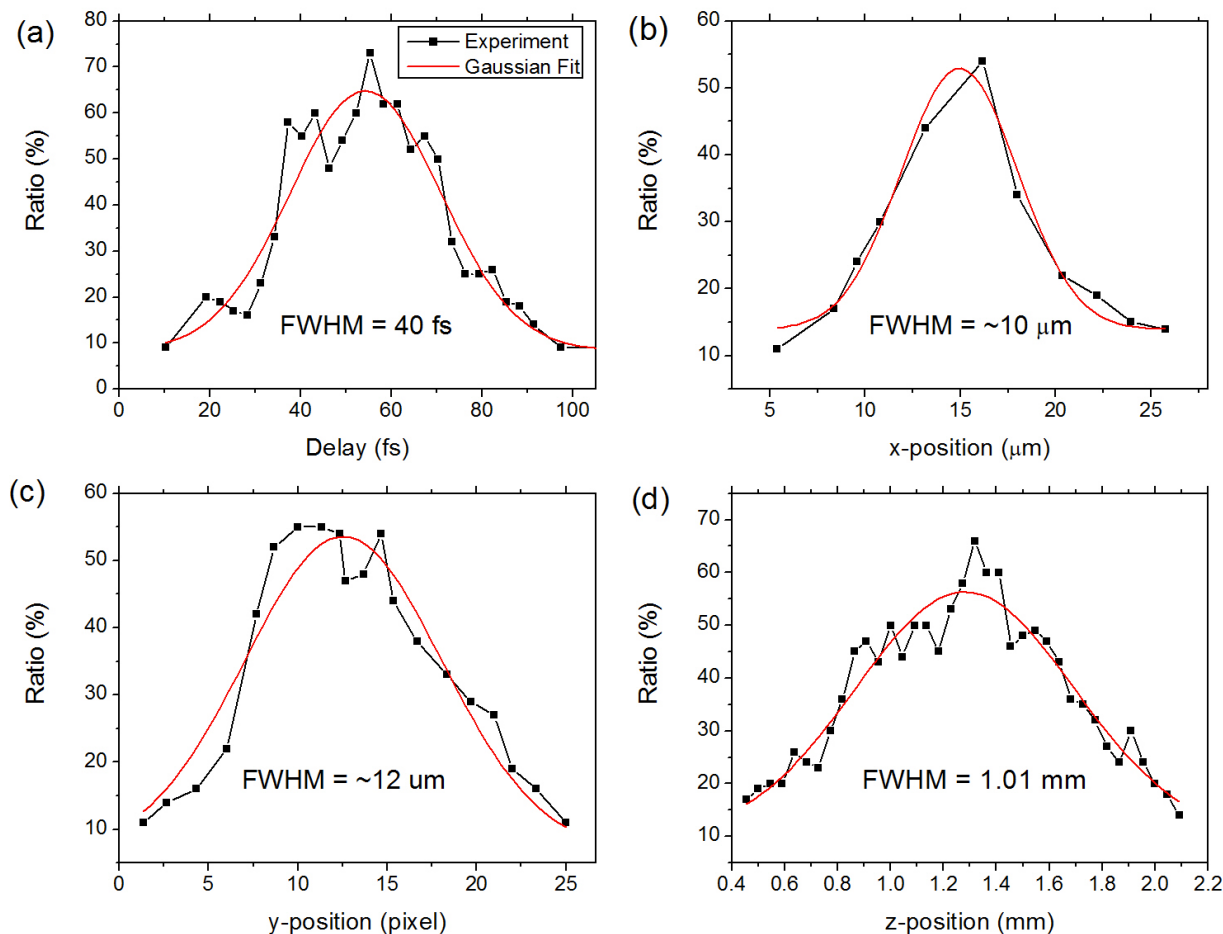 (a)
80
70
60
50
40
30
20
10
0
Ratio (%)
Experiment
Gaussian Fit
FWHM = 40 fs
0 20 40 60 80 100
Delay (fs)
(b)
60
50
40
30
20
10
Ratio (%)
FWHM = ~10 μm
5 10 15 20 25
x-position (μm)
(c)
60
50
40
30
20
10
Ratio (%)
FWHM = ~12 um
0 5 10 15 20 25
y-position (pixel)
(d)
70
60
50
40
30
20
10
Ratio (%)
FWHM = 1.01 mm
0.4 0.6 0.8 1.0 1.2 1.4 1.6 1.8 2.0 2.2
z-position (mm)